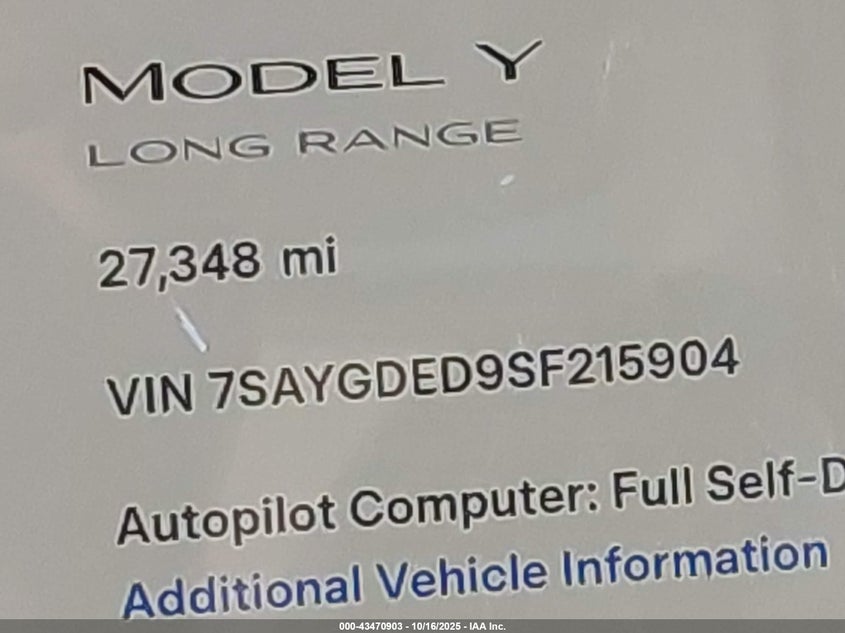 MODEL Y
LONG RANGE
27,348 mi
VIN 7SAYGDED9SF215904
Autopilot Computer: Full Self-D
Additional Vehicle Information
000-43470903 - 10/16/2025 - IAA Inc.